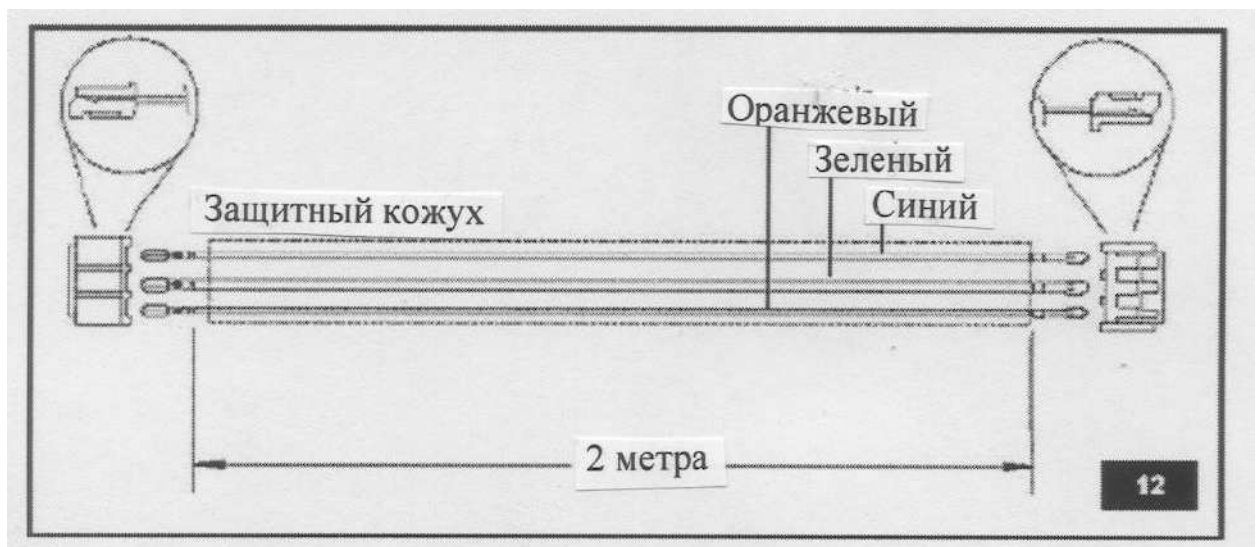 Оранжевый
Зеленый
Синий
Защитный кожух
2 метра
12